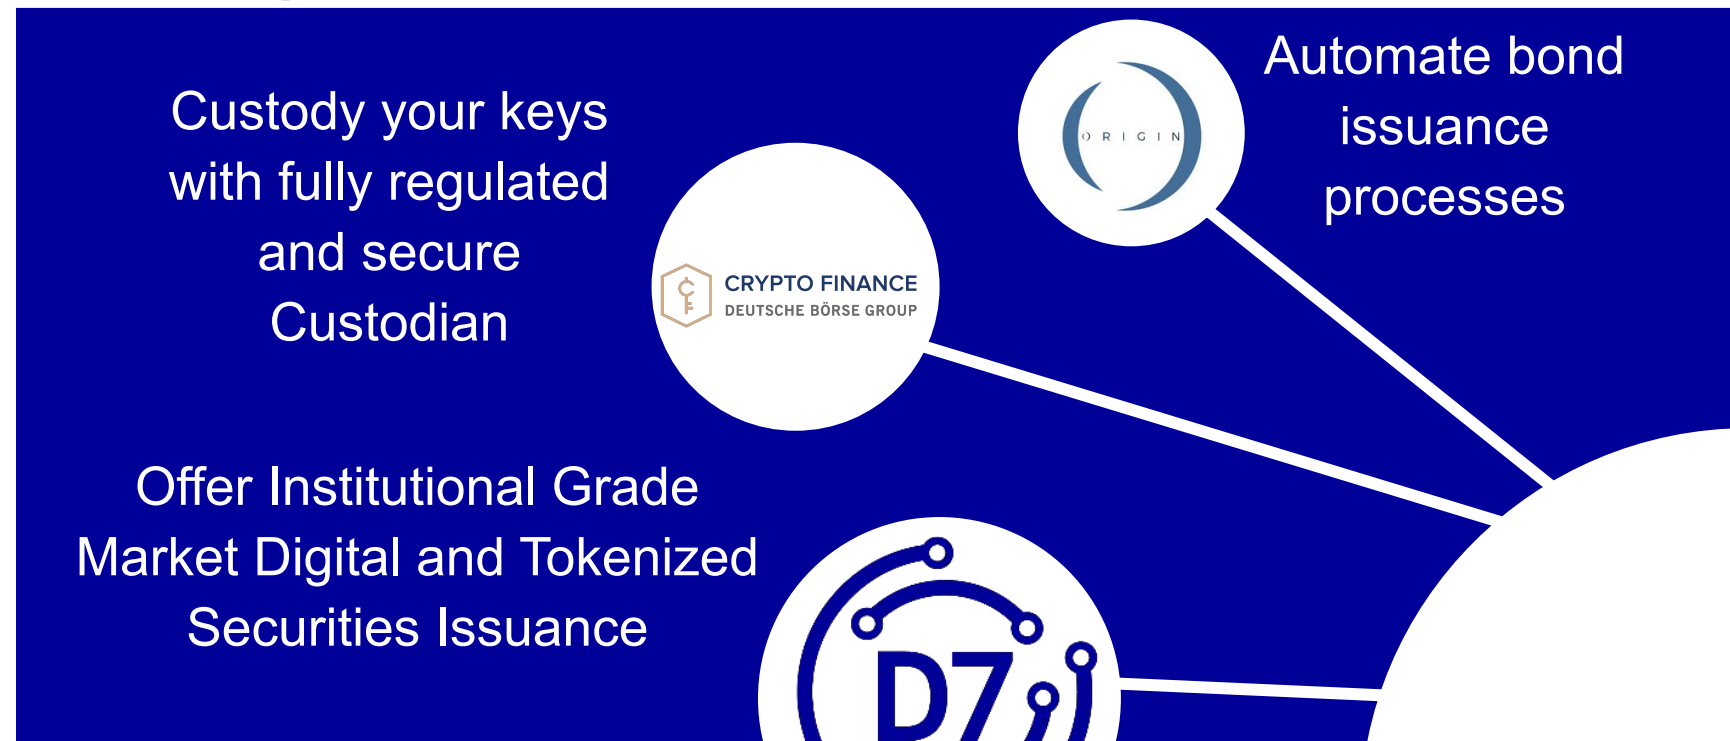 Automate bond
issuance
processes
ORIGIN
Custody your keys
with fully regulated
and secure
Custodian
CRYPTO FINANCE
DEUTSCHE BÖRSE GROUP
Offer Institutional Grade
Market Digital and Tokenized
Securities Issuance
D7